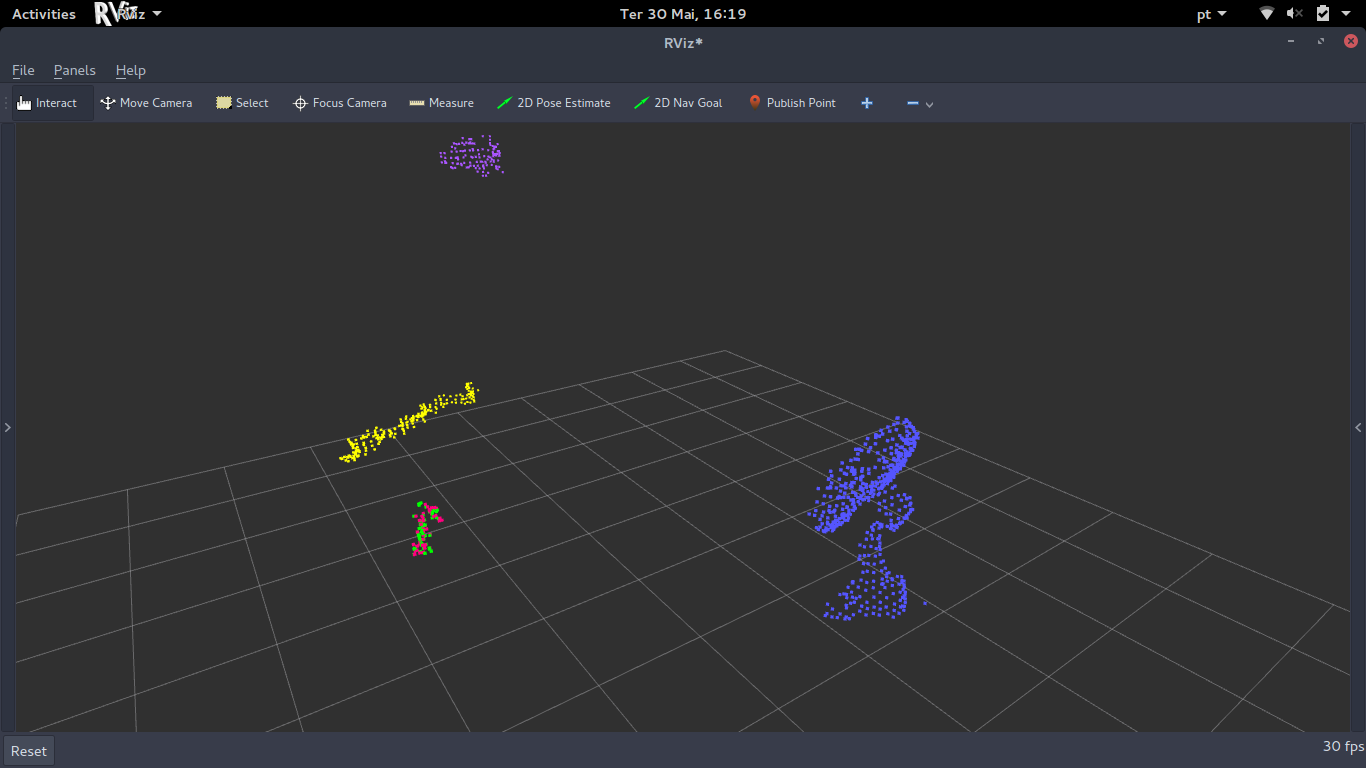 Activities RViz RViz Ter 30 Mai, 16:19 pt
RViz*
File Panels Help
Interact Move Camera Select Focus Camera Measure 2D Pose Estimate 2D Nav Goal Publish Point
Reset 30 fps